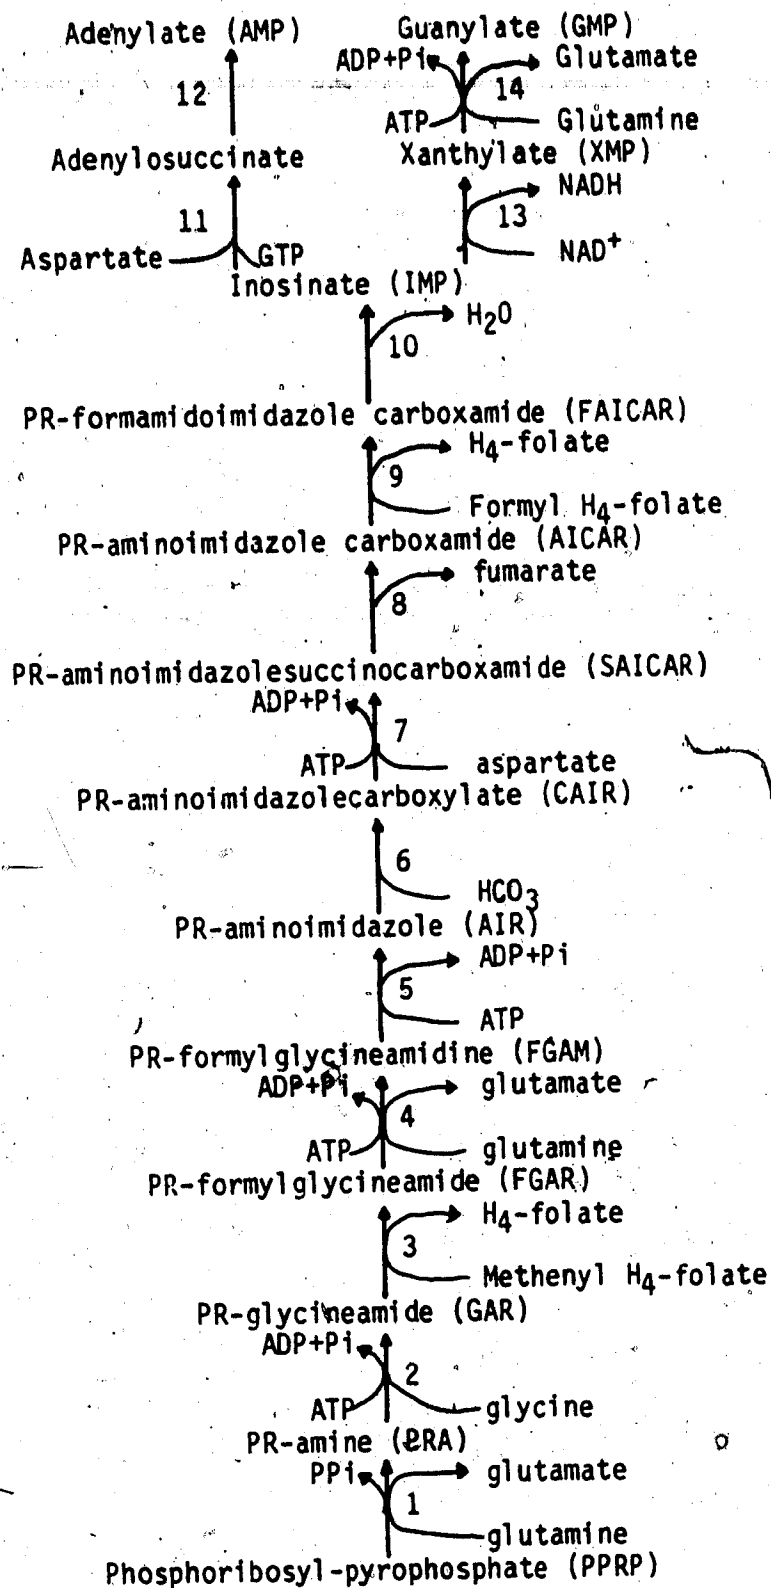 Adenylate (AMP) Guanylate (GMP)
ADP+Pi Glutamate
12 14
ATP Glutamine
Adenylosuccinate Xanthylate (XMP)
NADH
11 13
Aspartate GTP NAD+
Inosinate (IMP)
H2O
10
PR-formamidoimidazole carboxamide (FAICAR)
H4-folate
9
Formyl H4-folate
PR-aminoimidazole carboxamide (AICAR)
fumarate
8
PR-aminoimidazolesuccinocarboxamide (SAICAR)
ADP+Pi
7
ATP aspartate
PR-aminoimidazolecarboxylate (CAIR)
6
HCO3
PR-aminoimidazole (AIR)
ADP+Pi
5
ATP
PR-formylglycineamidine (FGAM)
ADP+Pi glutamate
4
ATP glutamine
PR-formylglycineamide (FGAR)
H4-folate
3
Methenyl H4-folate
PR-glycineamide (GAR)
ADP+Pi
2
ATP glycine
PR-amine (PRA)
PPi glutamate
1
glutamine
Phosphoribosyl-pyrophosphate (PPRP)